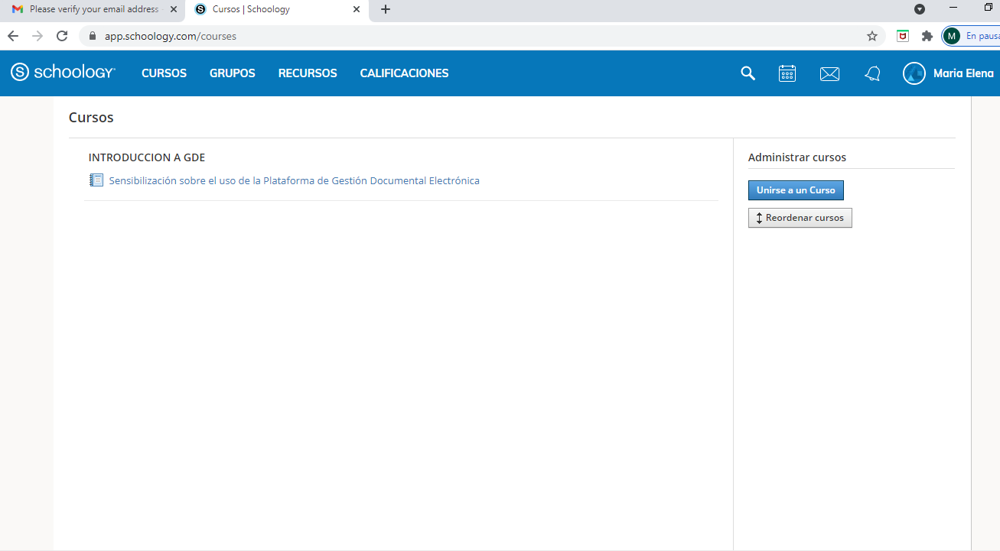 Please verify your email address
Cursos | Schoology
app.schoology.com/courses
M En pausa
S schoology
CURSOS GRUPOS RECURSOS CALIFICACIONES
Maria Elena
Cursos
INTRODUCCION A GDE
Sensibilización sobre el uso de la Plataforma de Gestión Documental Electrónica
Administrar cursos
Unirse a un Curso
Reordenar cursos